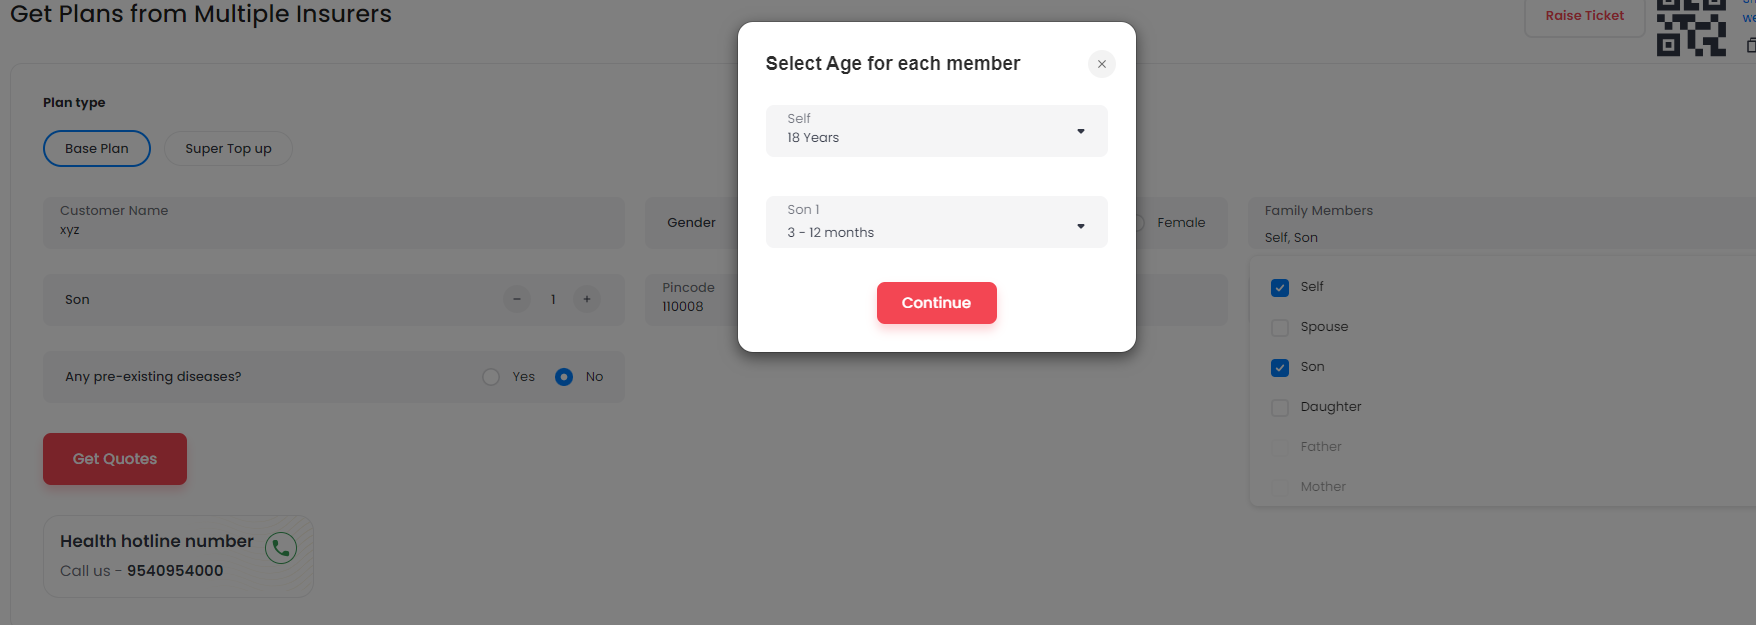 Get Plans from Multiple Insurers
Raise Ticket
Plan type
Base Plan
Super Top up
Customer Name
xyz
Gender
Female
Family Members
Self, Son
Son
− 1 +
Pincode
110008
Any pre-existing diseases?
Yes
No
Get Quotes
Health hotline number
Call us - 9540954000
Self
Spouse
Son
Daughter
Father
Mother
Select Age for each member
Self
18 Years
Son 1
3 - 12 months
Continue